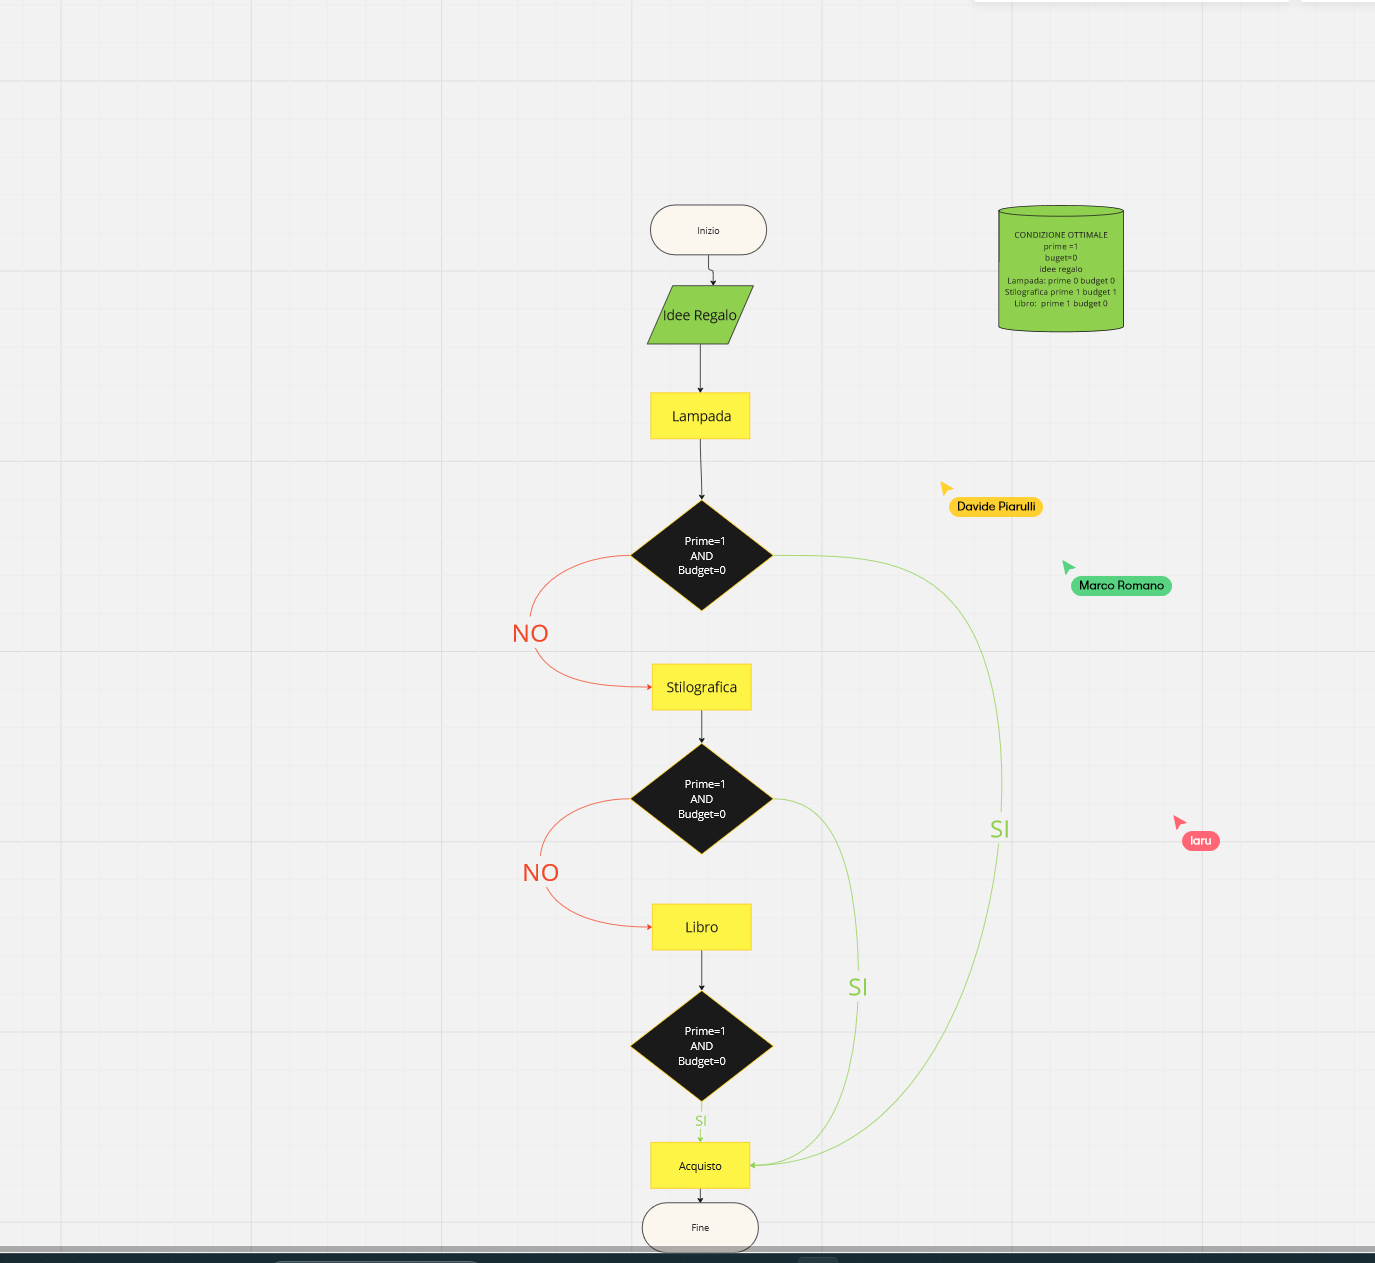 Inizio
CONDIZIONE OTTIMALE
prime =1
buget=0
idee regalo
Lampada: prime 0 budget 0
Stilografica prime 1 budget 1
Libro: prime 1 budget 0
Idee Regalo
Lampada
Davide Piarulli
Prime=1
AND
Budget=0
Marco Romano
NO
Stilografica
Prime=1
AND
Budget=0
SI
Iaru
NO
Libro
SI
Prime=1
AND
Budget=0
SI
Acquisto
Fine